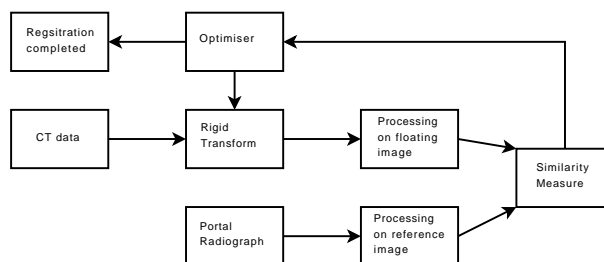 Regsitration
completed
Optimiser
CT data
Rigid
Transform
Processing
on floating
image
Similarity
Measure
Portal
Radiograph
Processing
on reference
image